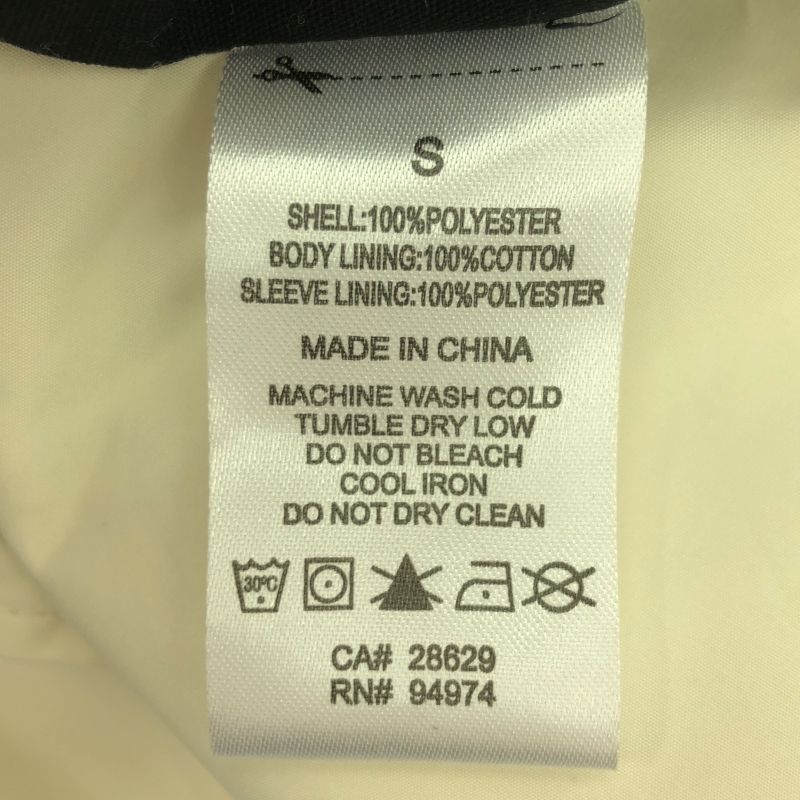 S
SHELL:100%POLYESTER
BODY LINING:100%COTTON
SLEEVE LINING:100%POLYESTER
MADE IN CHINA
MACHINE WASH COLD
TUMBLE DRY LOW
DO NOT BLEACH
COOL IRON
DO NOT DRY CLEAN
30ºC
CA# 28629
RN# 94974